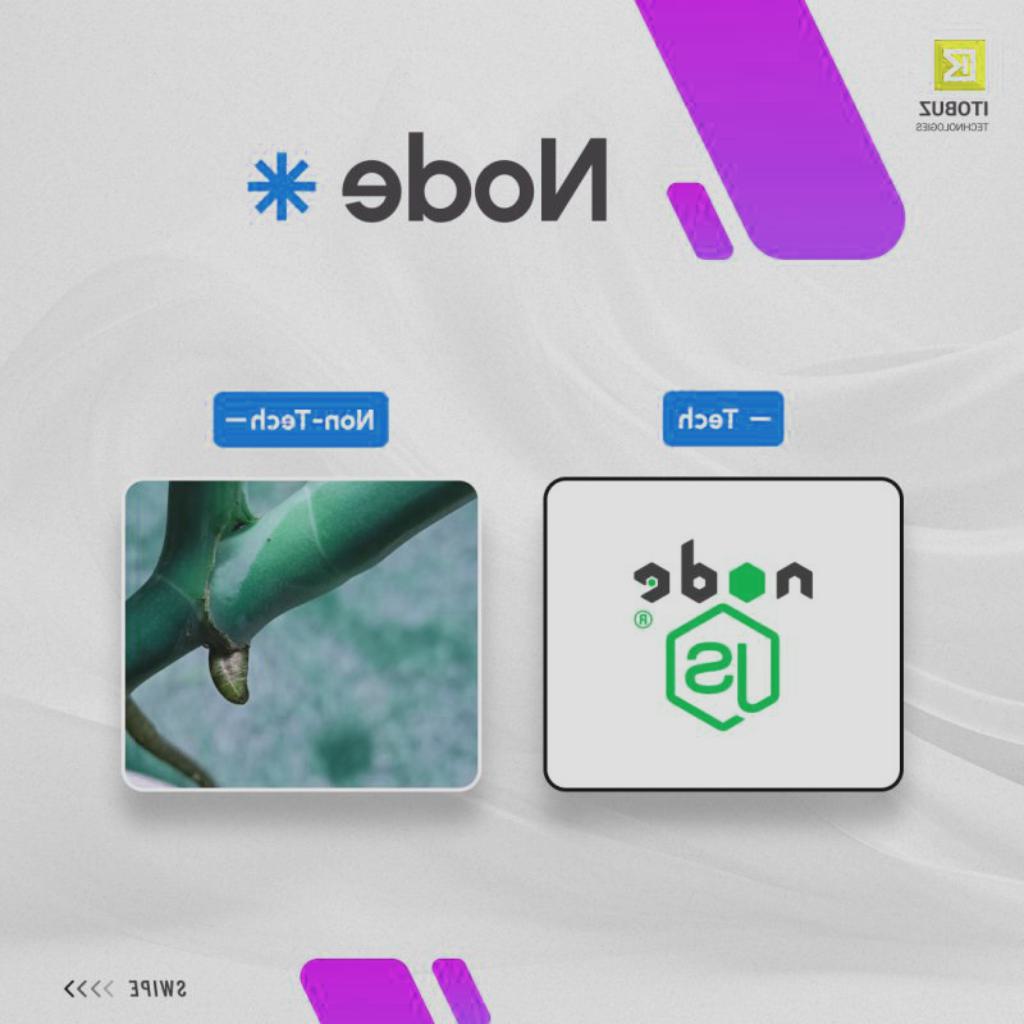 ITOBUZ
TECHNOLOGIES
Node
— Tech
Non-Tech —
node
JS
®
SWIPE >>>>